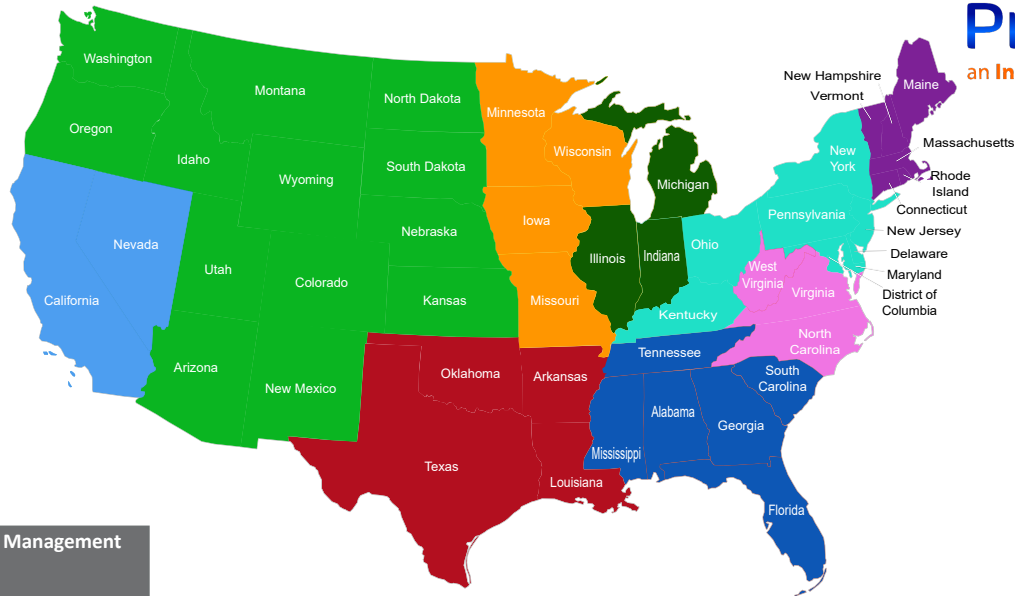 an In
Washington
Oregon
Idaho
Montana
Wyoming
North Dakota
South Dakota
Nebraska
Kansas
Nevada
California
Utah
Colorado
Arizona
New Mexico
Minnesota
Wisconsin
Iowa
Missouri
Illinois
Indiana
Michigan
Ohio
Kentucky
Pennsylvania
New
York
New Hampshire
Vermont
Maine
Massachusetts
Rhode
Island
Connecticut
New Jersey
Delaware
Maryland
District of
Columbia
West
Virginia
Virginia
North
Carolina
Tennessee
South
Carolina
Oklahoma
Arkansas
Texas
Louisiana
Mississippi
Alabama
Georgia
Florida
Management